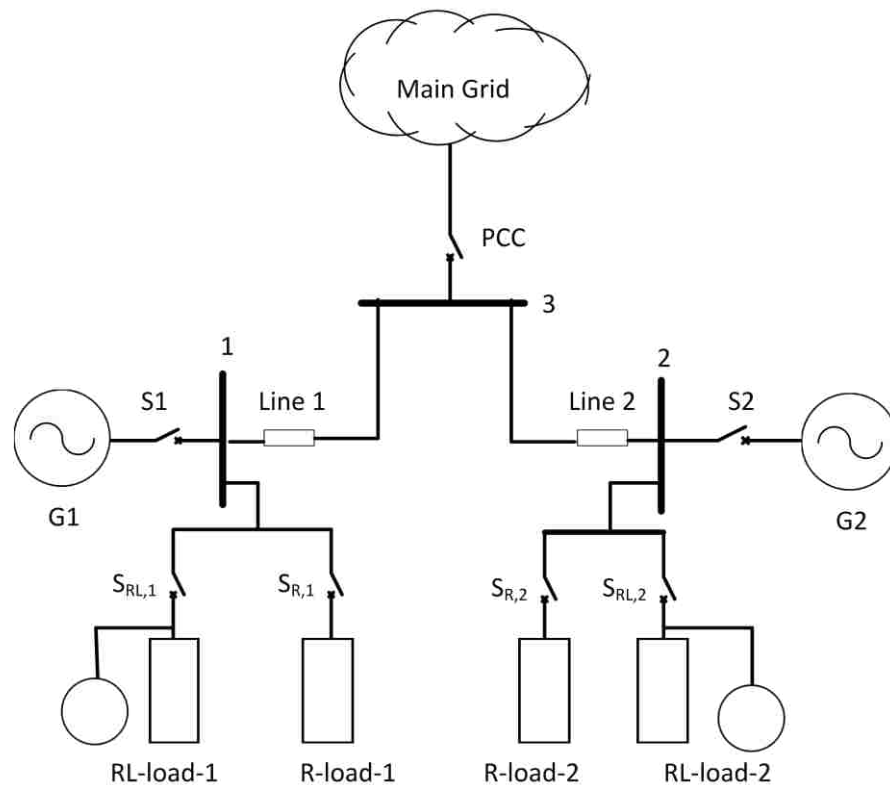 Main Grid
PCC
3
1
2
S1
Line 1
Line 2
S2
G1
G2
S_RL,1
S_R,1
S_R,2
S_RL,2
RL-load-1
R-load-1
R-load-2
RL-load-2